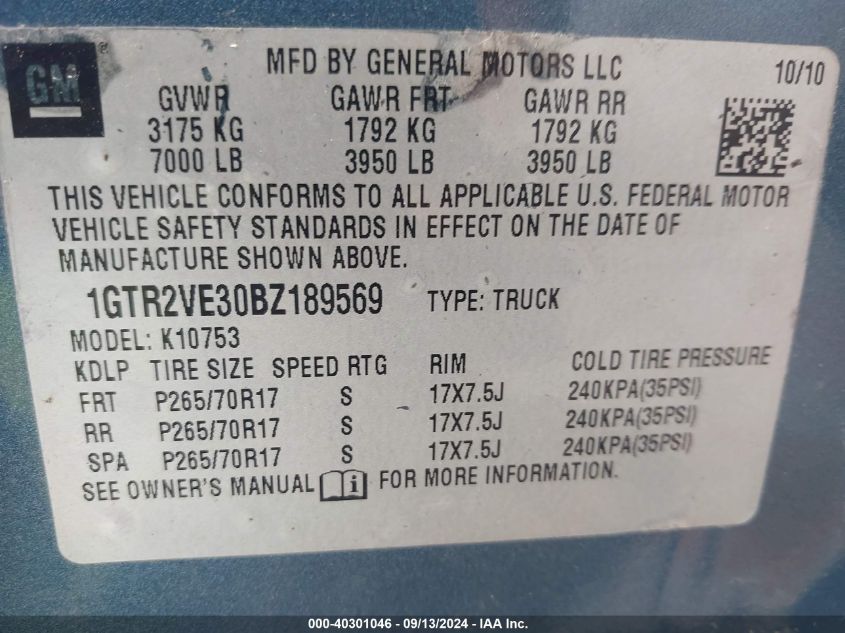 GM ®
MFD BY GENERAL MOTORS LLC 10/10
GVWR GAWR FRT GAWR RR
3175 KG 1792 KG 1792 KG
7000 LB 3950 LB 3950 LB
THIS VEHICLE CONFORMS TO ALL APPLICABLE U.S. FEDERAL MOTOR
VEHICLE SAFETY STANDARDS IN EFFECT ON THE DATE OF
MANUFACTURE SHOWN ABOVE.
1GTR2VE30BZ189569 TYPE: TRUCK
MODEL: K10753
KDLP TIRE SIZE SPEED RTG RIM COLD TIRE PRESSURE
FRT P265/70R17 S 17X7.5J 240KPA(35PSI)
RR P265/70R17 S 17X7.5J 240KPA(35PSI)
SPA P265/70R17 S 17X7.5J 240KPA(35PSI)
SEE OWNER'S MANUAL i FOR MORE INFORMATION.
000-40301046 - 09/13/2024 - IAA Inc.